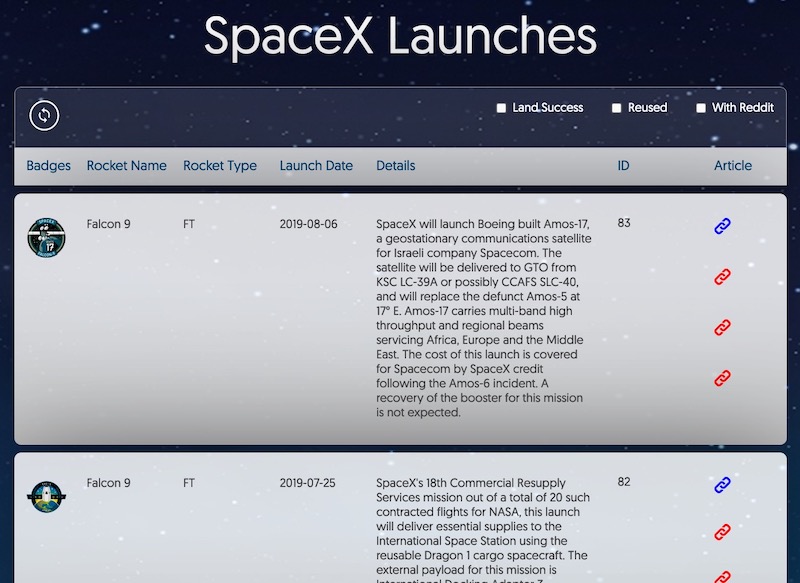 SpaceX Launches
Land Success
Reused
With Reddit
Badges Rocket Name Rocket Type Launch Date Details ID Article
Falcon 9 FT 2019-08-06 SpaceX will launch Boeing built Amos-17, 83
a geostationary communications satellite
for Israeli company Spacecom. The
satellite will be delivered to GTO from
KSC LC-39A or possibly CCAFS SLC-40,
and will replace the defunct Amos-5 at
17° E. Amos-17 carries multi-band high
throughput and regional beams
servicing Africa, Europe and the Middle
East. The cost of this launch is covered
for Spacecom by SpaceX credit
following the Amos-6 incident. A
recovery of the booster for this mission
is not expected.
Falcon 9 FT 2019-07-25 SpaceX's 18th Commercial Resupply 82
Services mission out of a total of 20 such
contracted flights for NASA, this launch
will deliver essential supplies to the
International Space Station using the
reusable Dragon 1 cargo spacecraft. The
external payload for this mission is